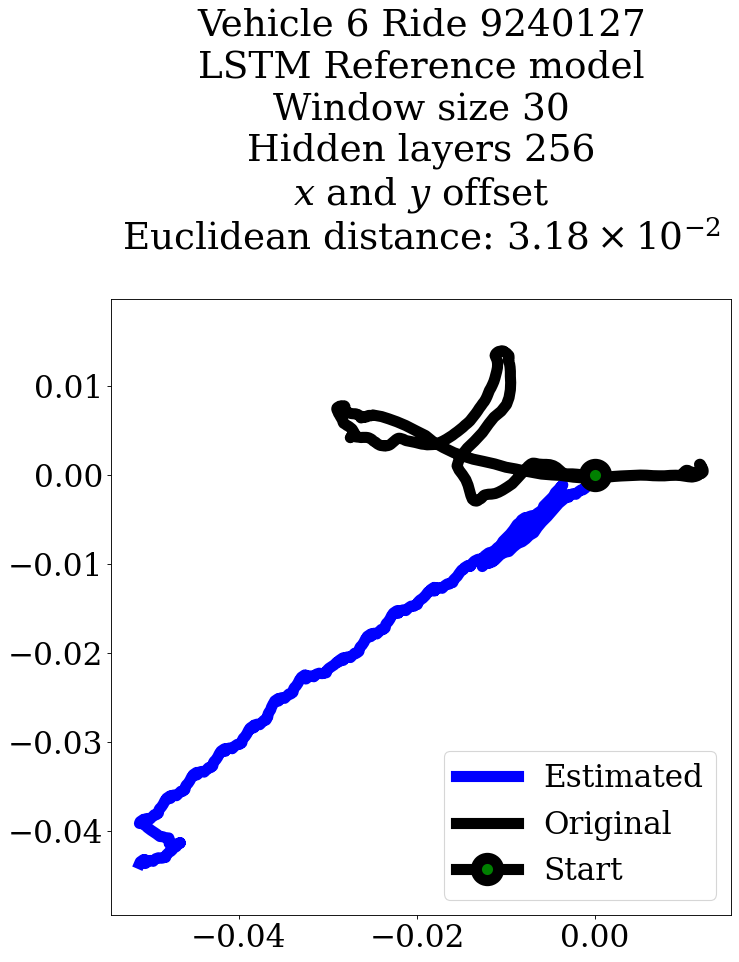 Vehicle 6 Ride 9240127
LSTM Reference model
Window size 30
Hidden layers 256
x and y offset
Euclidean distance: 3.18 × 10⁻²
0.01
0.00
−0.01
−0.02
−0.03
−0.04
Estimated
Original
Start
−0.04
−0.02
0.00